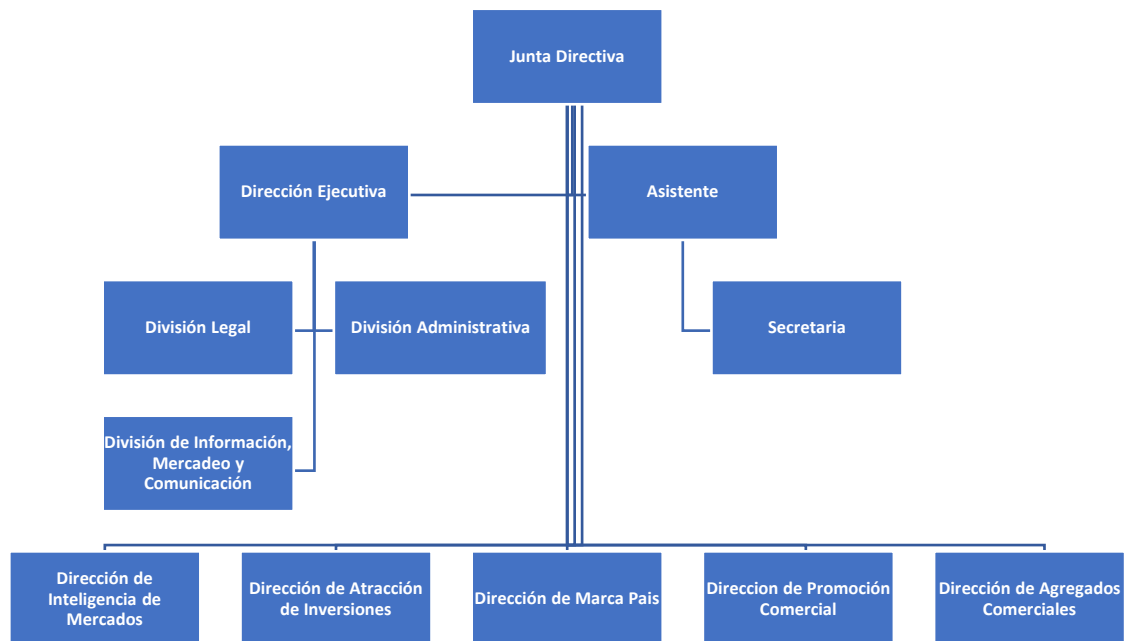 Junta Directiva
Dirección Ejecutiva
Asistente
División Legal
División Administrativa
Secretaria
División de Información,
Mercadeo y
Comunicación
Dirección de
Inteligencia de
Mercados
Dirección de Atracción
de Inversiones
Dirección de Marca Pais
Direccion de Promoción
Comercial
Dirección de Agregados
Comerciales